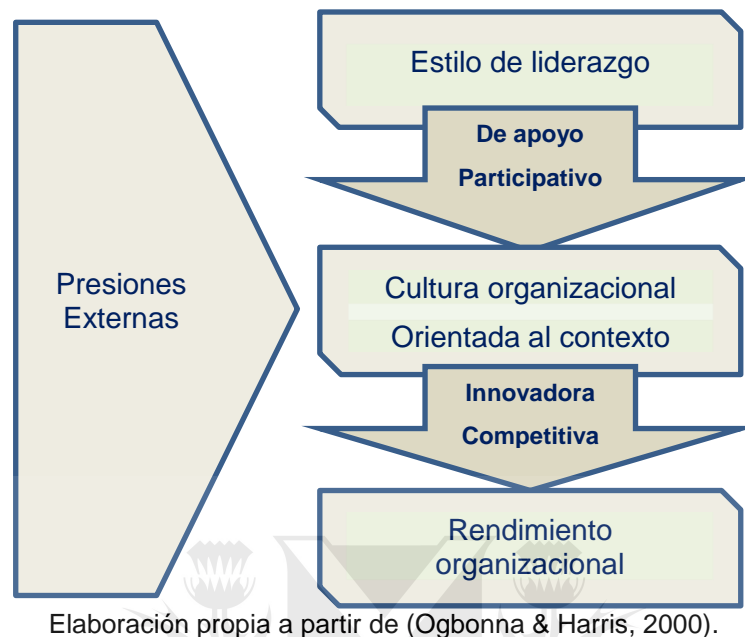 Estilo de liderazgo
De apoyo
Participativo
Presiones
Externas
Cultura organizacional
Orientada al contexto
Innovadora
Competitiva
Rendimiento
organizacional
Elaboración propia a partir de (Ogbonna & Harris, 2000).